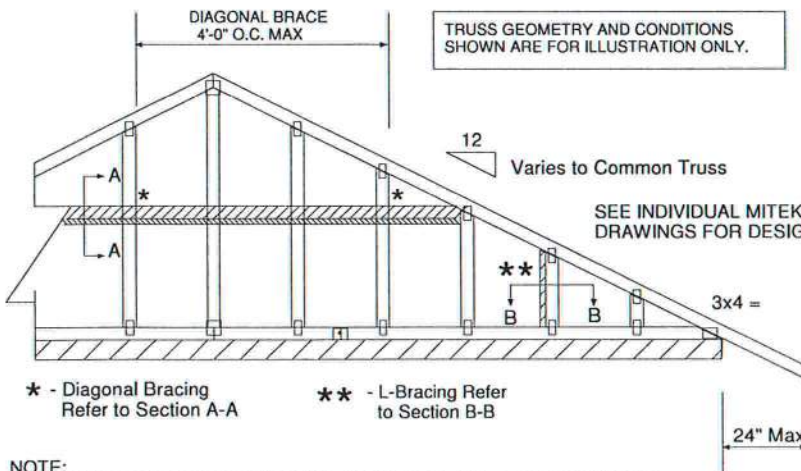 DIAGONAL BRACE
4'-0" O.C. MAX
TRUSS GEOMETRY AND CONDITIONS
SHOWN ARE FOR ILLUSTRATION ONLY.
12
Varies to Common Truss
A
*
*
A
SEE INDIVIDUAL MITEK
DRAWINGS FOR DESIG
**
B
B
3x4 =
* - Diagonal Bracing
Refer to Section A-A
** - L-Bracing Refer
to Section B-B
24" Max
NOTE: